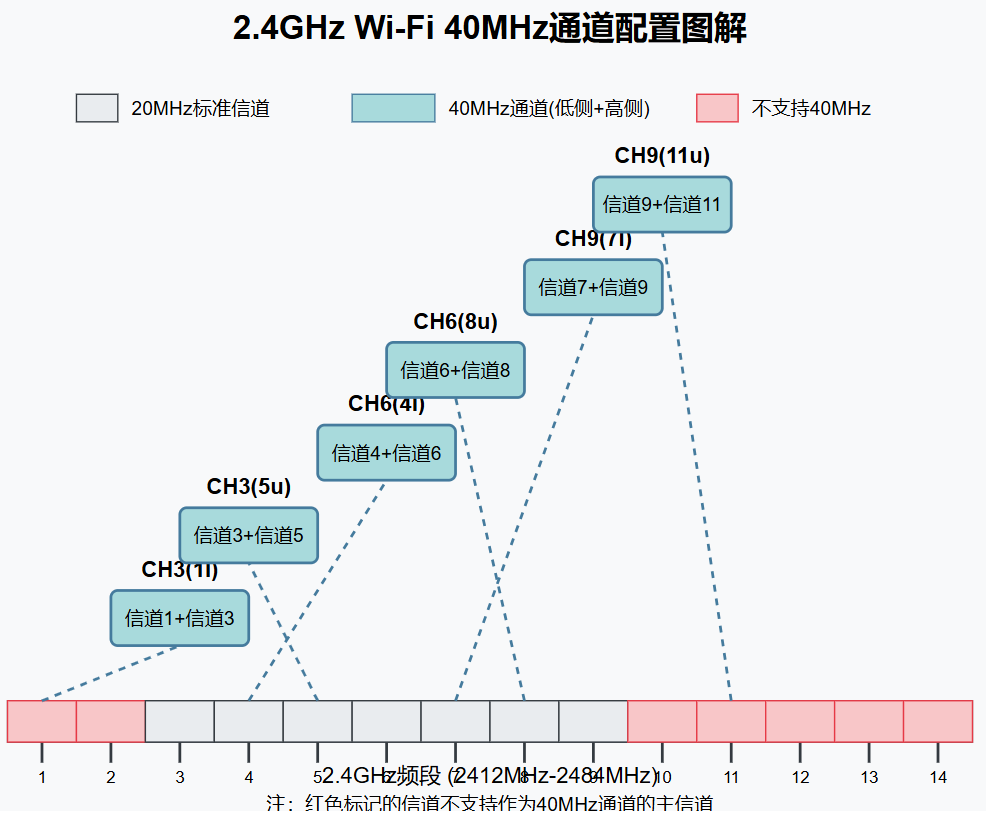 2.4GHz Wi-Fi 40MHz通道配置图解
20MHz标准信道
40MHz通道(低侧+高侧)
不支持40MHz
CH9(11u)
信道9+信道11
CH9(7l)
信道7+信道9
CH6(8u)
信道6+信道8
CH6(4l)
信道4+信道6
CH3(5u)
信道3+信道5
CH3(1l)
信道1+信道3
1 2 3 4 5 6 7 8 9 10 11 12 13 14
2.4GHz频段 (2412MHz-2484MHz)
注：红色标记的信道不支持作为40MHz通道的主信道